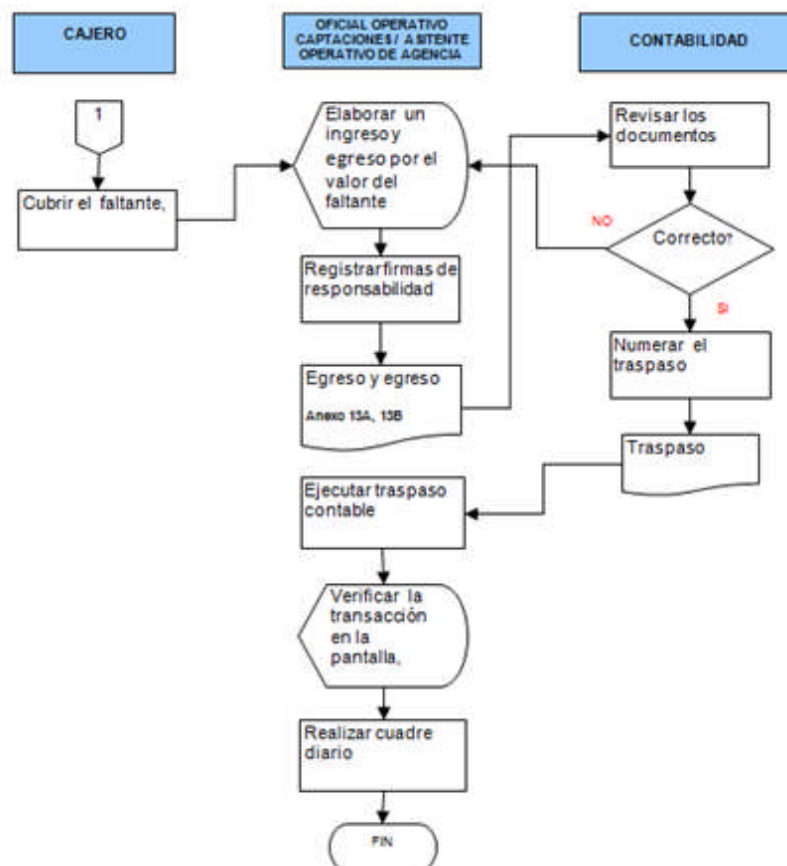 CAJERO
OFICIAL OPERATIVO
CAPTACIONES / ASITENTE
OPERATIVO DE AGENCIA
CONTABILIDAD
1
Cubrir el faltante,
Elaborar un
ingreso y
egreso por el
valor del
faltante
Revisar los
documentos
NO
Correcto?
SI
Registrar firmas de
responsabilidad
Numerar el
traspaso
Egreso y egreso
Anexo 13A, 13B
Traspaso
Ejecutar traspaso
contable
Verificar la
transacción
en la
pantalla,
Realizar cuadre
diario
FIN